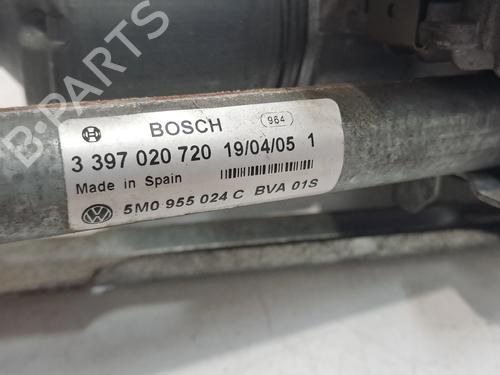 B-PARTS
BOSCH 964
3 397 020 720 19/04/05 1
Made in Spain
5M0 955 024 C BVA 01S